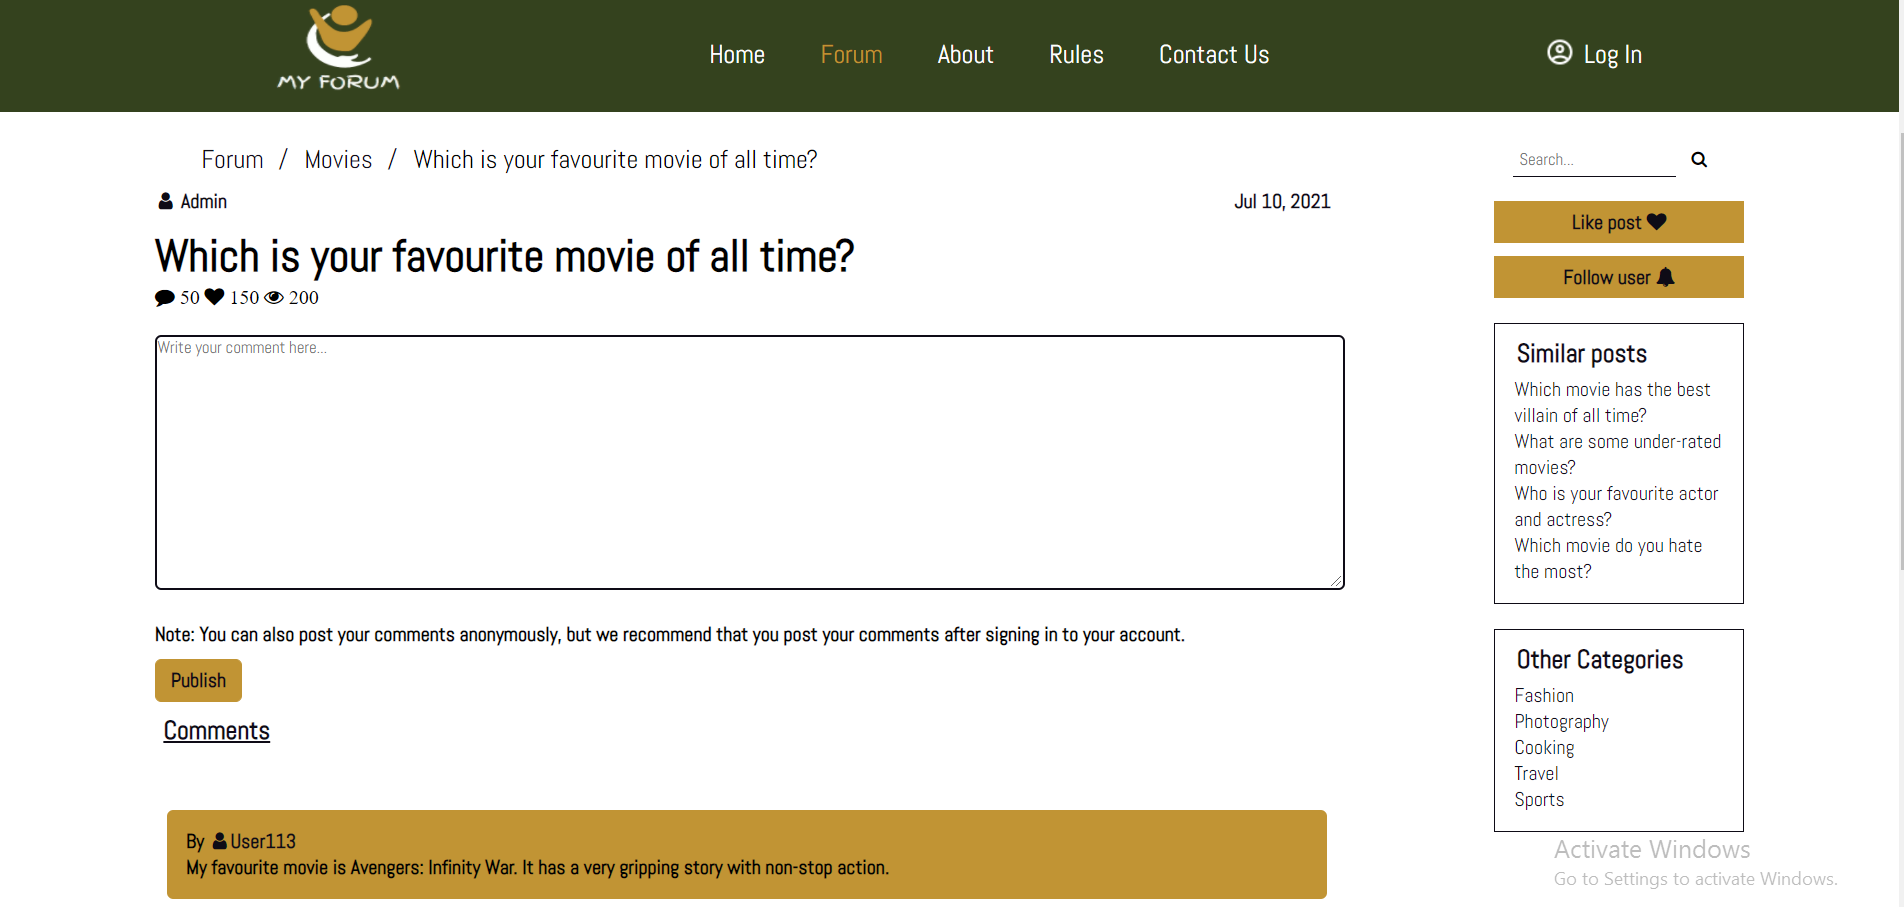 MY FORUM
Home Forum About Rules Contact Us
Log In
Forum / Movies / Which is your favourite movie of all time?
Admin
Jul 10, 2021
Which is your favourite movie of all time?
50 150 200
Write your comment here...
Note: You can also post your comments anonymously, but we recommend that you post your comments after signing in to your account.
Publish
Comments
By User113
My favourite movie is Avengers: Infinity War. It has a very gripping story with non-stop action.
Search...
Like post
Follow user
Similar posts
Which movie has the best
villain of all time?
What are some under-rated
movies?
Who is your favourite actor
and actress?
Which movie do you hate
the most?
Other Categories
Fashion
Photography
Cooking
Travel
Sports
Activate Windows
Go to Settings to activate Windows.